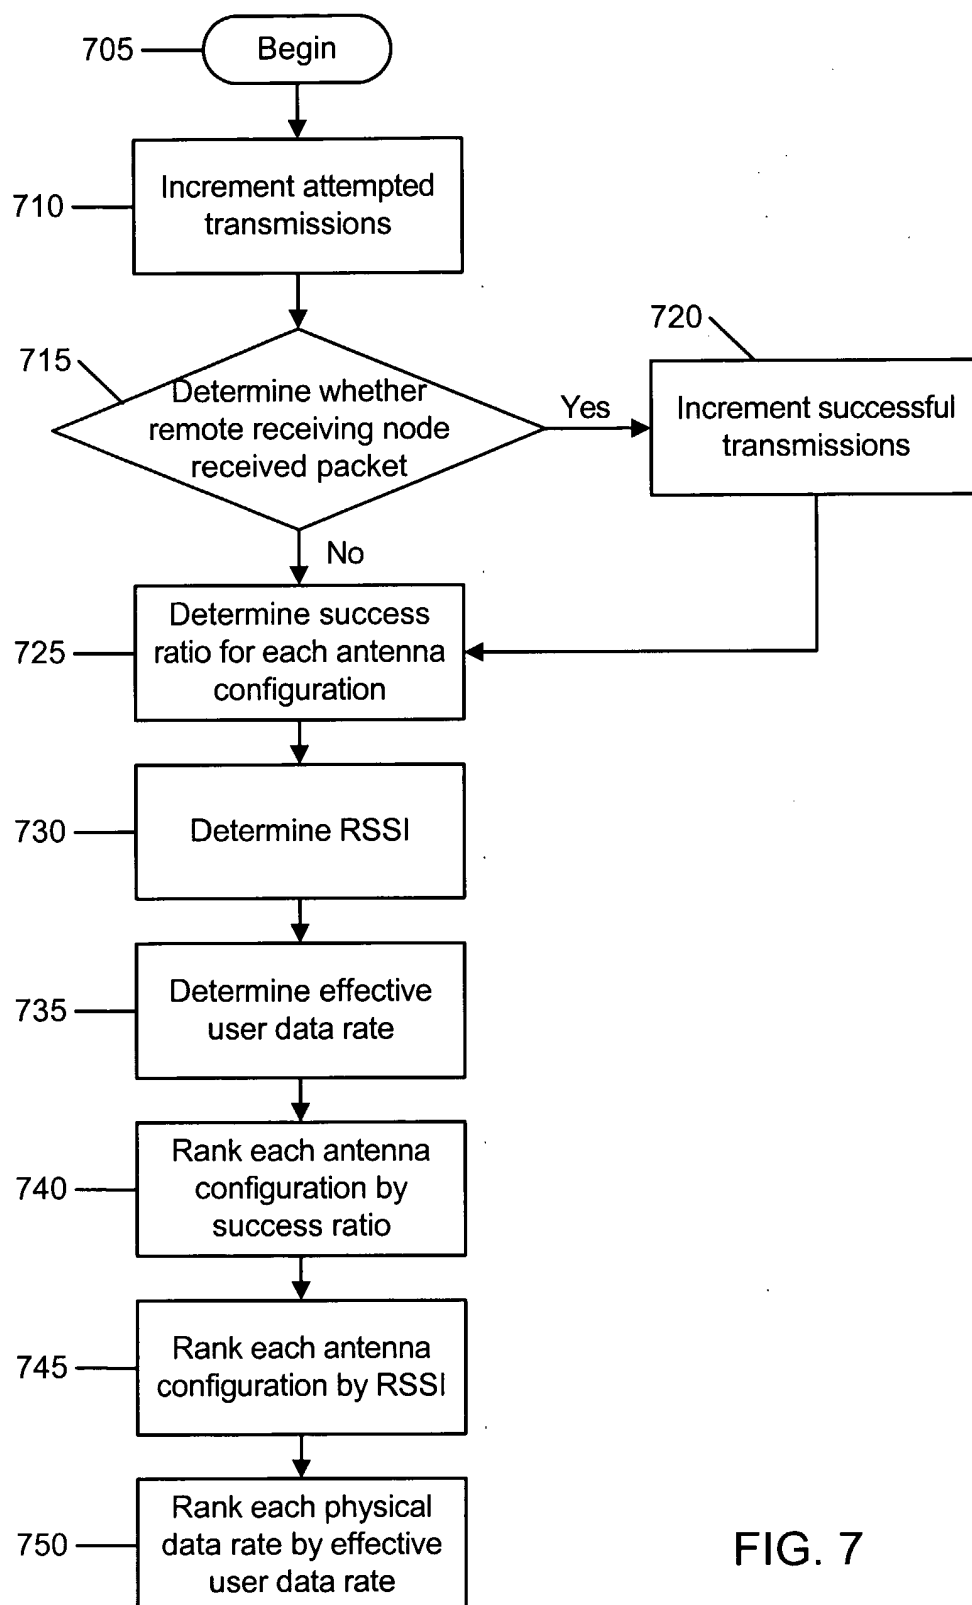 705
Begin
710
Increment attempted
transmissions
715
Determine whether
remote receiving node
received packet
Yes
720
Increment successful
transmissions
No
725
Determine success
ratio for each antenna
configuration
730
Determine RSSI
735
Determine effective
user data rate
740
Rank each antenna
configuration by
success ratio
745
Rank each antenna
configuration by RSSI
750
Rank each physical
data rate by effective
user data rate
FIG. 7